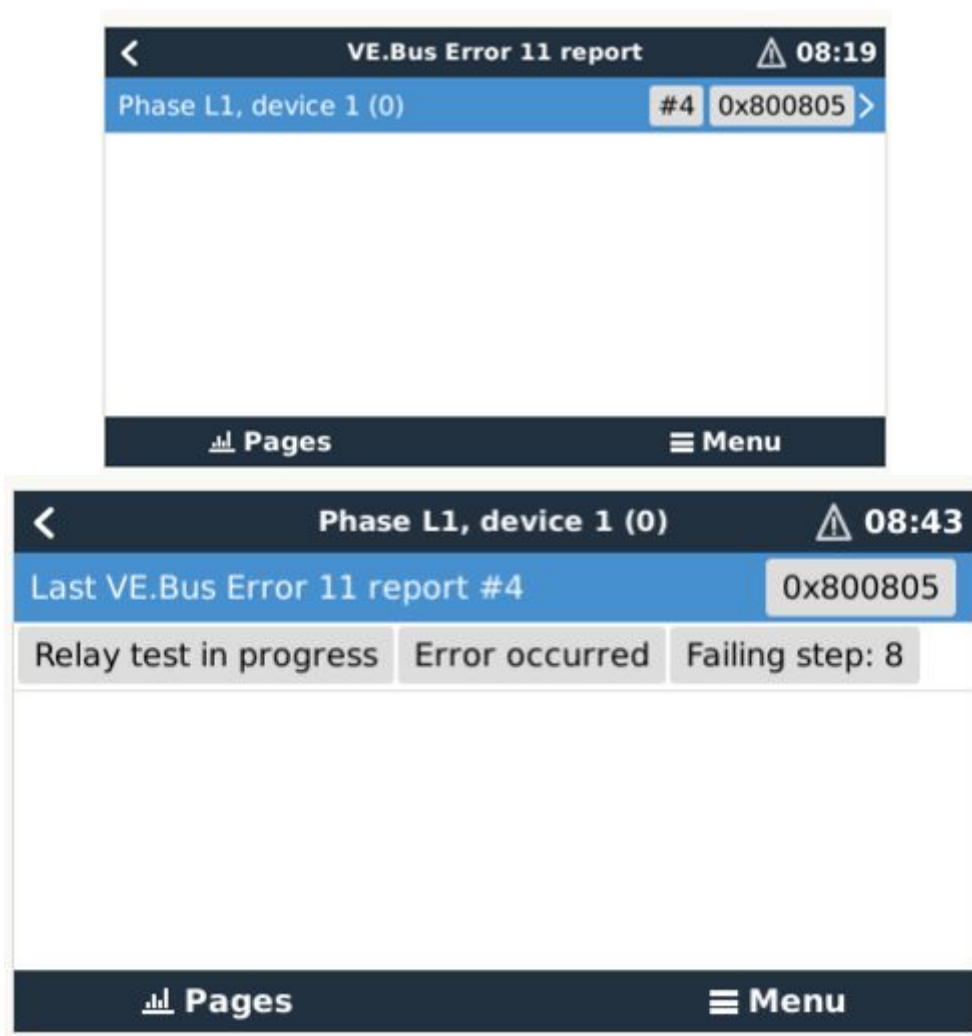 VE.Bus Error 11 report 08:19
Phase L1, device 1 (0) #4 0x800805
Pages Menu
Phase L1, device 1 (0) 08:43
Last VE.Bus Error 11 report #4 0x800805
Relay test in progress Error occurred Failing step: 8
Pages Menu